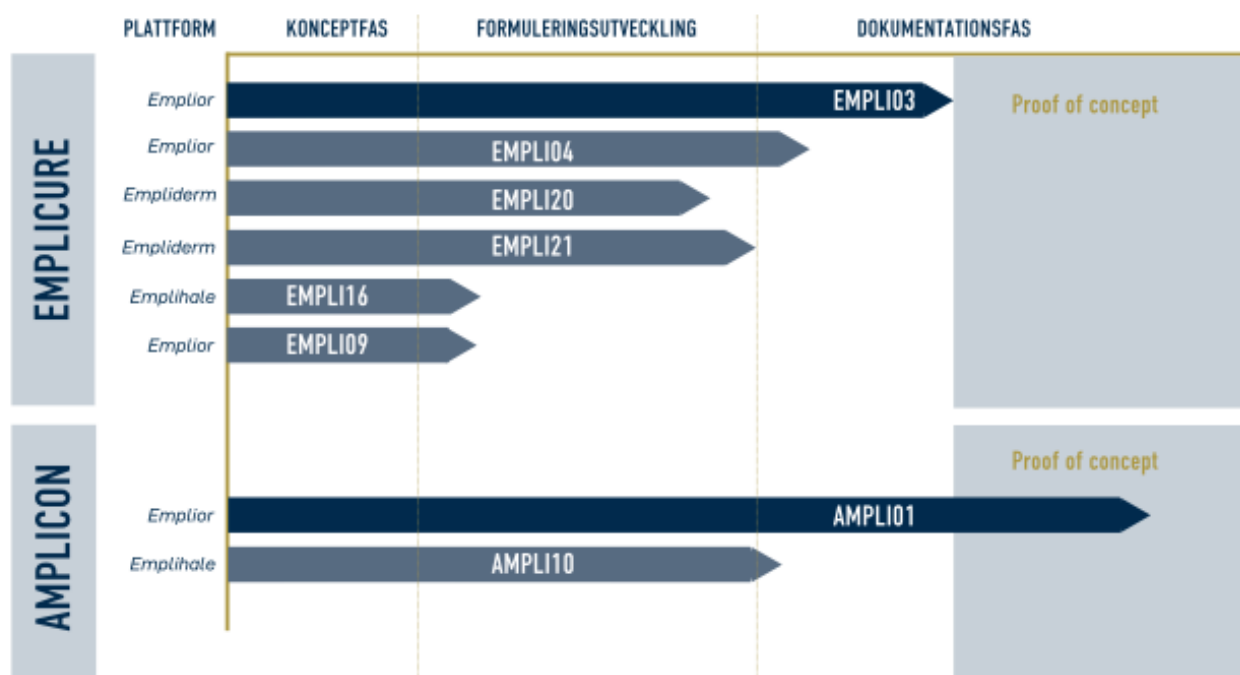 PLATTFORM KONCEPTFAS FORMULERINGSUTVECKLING DOKUMENTATIONSFAS
EMPLICURE
Emplior EMPLI03 Proof of concept
Emplior EMPLI04
Empliderm EMPLI20
Empliderm EMPLI21
Emplihale EMPLI16
Emplior EMPLI09
AMPLICON
Proof of concept
Emplior AMPLI01
Emplihale AMPLI10